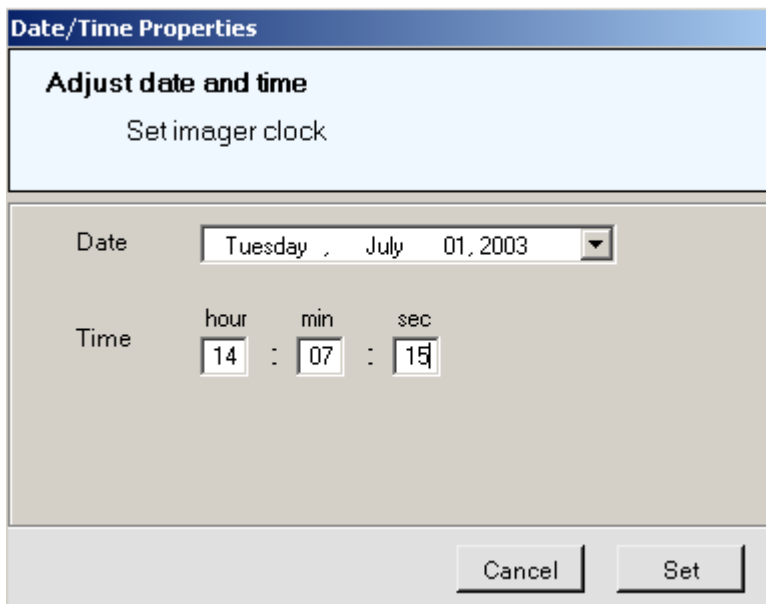 Date/Time Properties
Adjust date and time
Set imager clock
Date Tuesday , July 01, 2003
hour min sec
Time 14 : 07 : 15
Cancel Set